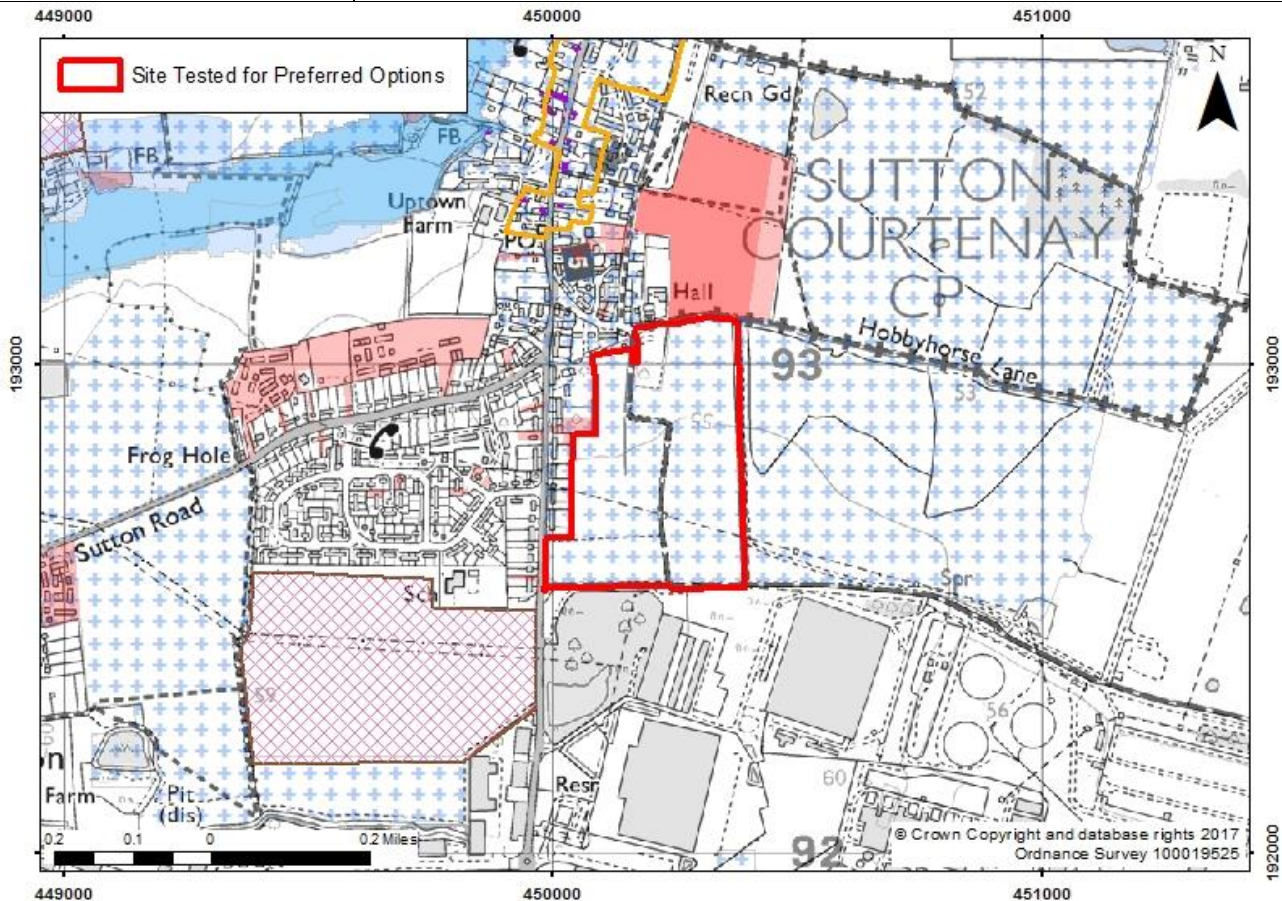 449000
450000
451000
Site Tested for Preferred Options
N
52
Recn Gd
FB
FB
SUTTON
COURTENAY
CP
Uptown
Farm
PO
Hall
Hobbyhorse Lane
193000
93
193000
53
55
Frog Hole
Sutton Road
Spr
Sch
59
56
60
Farm
Pit
(dis)
Resr
0.2
0.1
0
0.2 Miles
92
© Crown Copyright and database rights 2017
Ordnance Survey 100019525
192000
449000
450000
451000